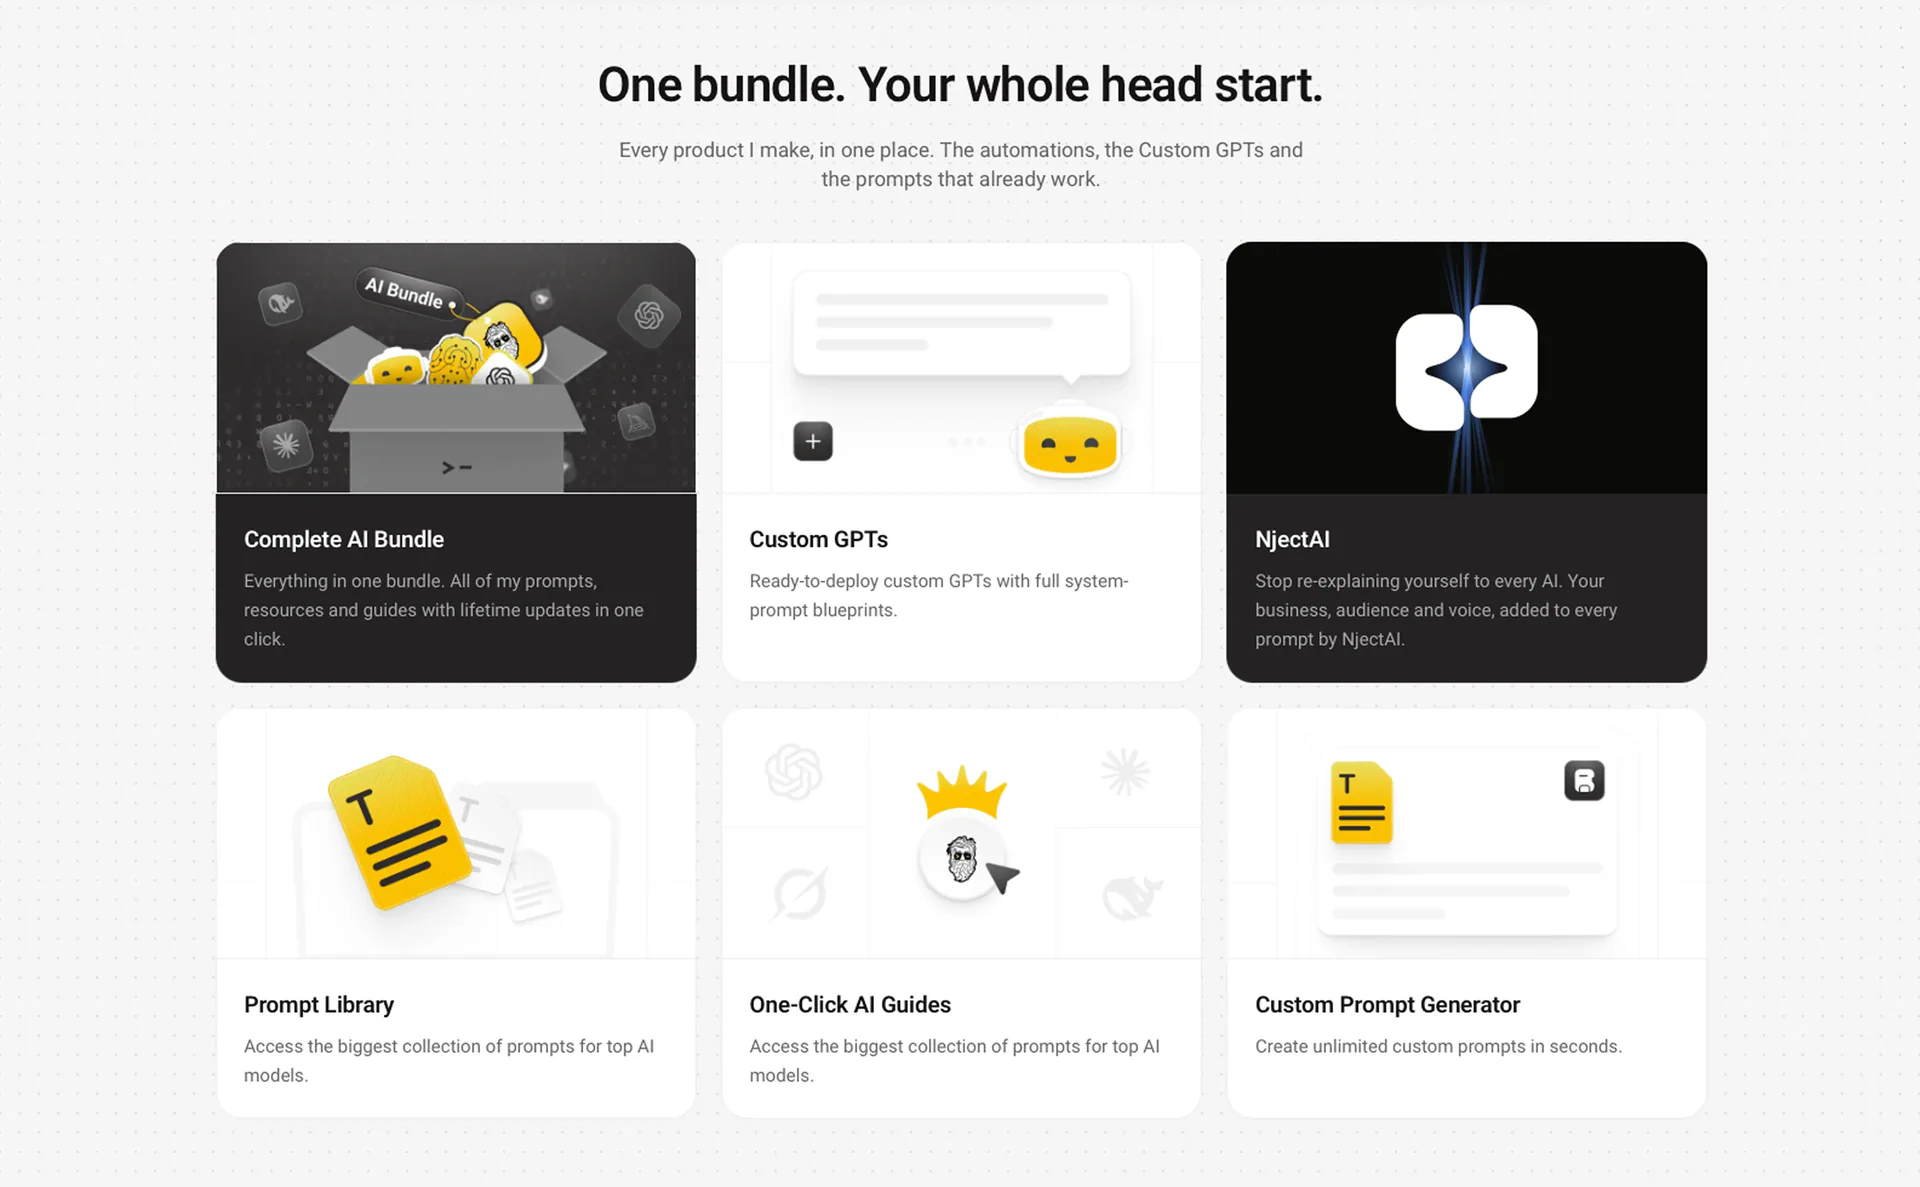 One bundle. Your whole head start.
Every product I make, in one place. The automations, the Custom GPTs and
the prompts that already work.
AI Bundle
>-
Complete AI Bundle
Everything in one bundle. All of my prompts,
resources and guides with lifetime updates in one
click.
Custom GPTs
Ready-to-deploy custom GPTs with full system-
prompt blueprints.
NjectAI
Stop re-explaining yourself to every AI. Your
business, audience and voice, added to every
prompt by NjectAI.
T
T
Prompt Library
Access the biggest collection of prompts for top AI
models.
One-Click AI Guides
Access the biggest collection of prompts for top AI
models.
T
Custom Prompt Generator
Create unlimited custom prompts in seconds.